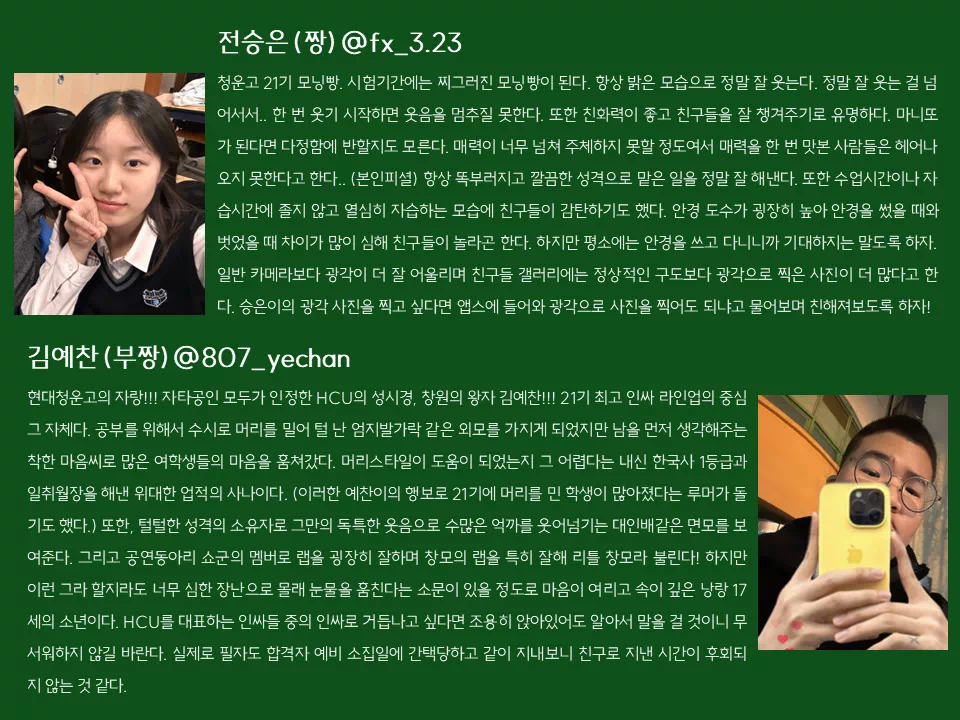 전승은 (짱) @fx_3.23
청운고 21기 모닝빵. 시험기간에는 찌그러진 모닝빵이 된다. 항상 밝은 모습으로 정말 잘 웃는다. 정말 잘 웃는 걸 넘
어서서.. 한 번 웃기 시작하면 웃음을 멈추질 못한다. 또한 친화력이 좋고 친구들을 잘 챙겨주기로 유명하다. 마니또
가 된다면 다정함에 반할지도 모른다. 매력이 너무 넘쳐 주체하지 못할 정도여서 매력을 한 번 맛본 사람들은 헤어나
오지 못한다고 한다.. (본인피셜) 항상 똑부러지고 깔끔한 성격으로 맡은 일을 정말 잘 해낸다. 또한 수업시간이나 자
습시간에 졸지 않고 열심히 자습하는 모습에 친구들이 감탄하기도 했다. 안경 도수가 굉장히 높아 안경을 썼을 때와
벗었을 때 차이가 많이 심해 친구들이 놀라곤 한다. 하지만 평소에는 안경을 쓰고 다니니까 기대하지는 말도록 하자.
일반 카메라보다 광각이 더 잘 어울리며 친구들 갤러리에는 정상적인 구도보다 광각으로 찍은 사진이 더 많다고 한
다. 승은이의 광각 사진을 찍고 싶다면 앱스에 들어와 광각으로 사진을 찍어도 되냐고 물어보며 친해져보도록 하자!
김예찬 (부짱) @807_yechan
현대청운고의 자랑!!! 자타공인 모두가 인정한 HCU의 성시경, 창원의 왕자 김예찬!!! 21기 최고 인싸 라인업의 중심
그 자체다. 공부를 위해서 수시로 머리를 밀어 털 난 엄지발가락 같은 외모를 가지게 되었지만 남을 먼저 생각해주는
착한 마음씨로 많은 여학생들의 마음을 훔쳐갔다. 머리스타일이 도움이 되었는지 그 어렵다는 내신 한국사 1등급과
일취월장을 해낸 위대한 업적의 사나이다. (이러한 예찬이의 행보로 21기에 머리를 민 학생이 많아졌다는 루머가 돌
기도 했다.) 또한, 털털한 성격의 소유자로 그만의 독특한 웃음으로 수많은 억까를 웃어넘기는 대인배같은 면모를 보
여준다. 그리고 공연동아리 쇼군의 멤버로 랩을 굉장히 잘하며 창모의 랩을 특히 잘해 리틀 창모라 불린다! 하지만
이런 그라 할지라도 너무 심한 장난으로 몰래 눈물을 훔친다는 소문이 있을 정도로 마음이 여리고 속이 깊은 낭랑 17
세의 소년이다. HCU를 대표하는 인싸들 중의 인싸로 거듭나고 싶다면 조용히 앉아있어도 알아서 말을 걸 것이니 무
서워하지 않길 바란다. 실제로 필자도 합격자 예비 소집일에 간택당하고 같이 지내보니 친구로 지낸 시간이 후회되
지 않는 것 같다.